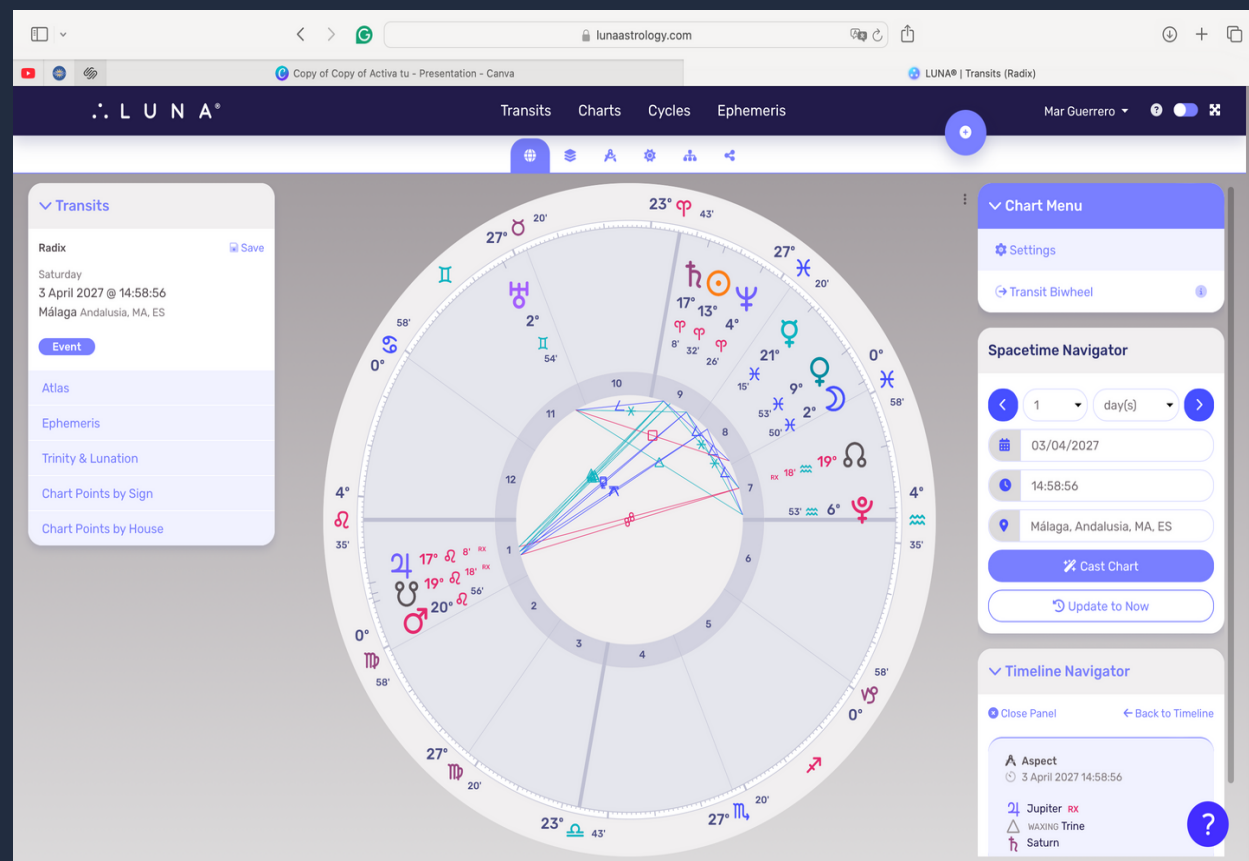 lunaastrology.com
Copy of Copy of Activa tu - Presentation - Canva
LUNA® | Transits (Radix)
LUNA®
Transits
Charts
Cycles
Ephemeris
Mar Guerrero
Transits
Radix
Save
Saturday
3 April 2027 @ 14:58:56
Málaga Andalusia, MA, ES
Event
Atlas
Ephemeris
Trinity & Lunation
Chart Points by Sign
Chart Points by House
23° ♈ 43'
27° ♉ 20'
27° ♓ 20'
♊
58' ♋ 0°
0° ♓ 58'
4° ♌ 35'
4° ♒ 35'
0° ♍ 58'
58' ♑ 0°
27° ♍ 20'
♐
23° ♎ 43'
27° ♏ 20'
♅ 2° ♊ 54'
♄ 17° ♈ 8'
☉ 13° ♈ 32'
♆ 4° ♈ 26'
☿ 21° ♓ 15'
♀ 9° ♓ 53'
☽ 2° ♓ 50'
RX 18' ♒ 19° ☊
53' ♒ 6° ♇
♃ 17° ♌ 8' RX
☋ 19° ♌ 18' RX
♂ 20° ♌ 56'
10
9
11
8
12
7
1
6
2
5
3
4
Chart Menu
Settings
Transit Biwheel
Spacetime Navigator
1
day(s)
03/04/2027
14:58:56
Málaga, Andalusia, MA, ES
Cast Chart
Update to Now
Timeline Navigator
Close Panel
Back to Timeline
Aspect
3 April 2027 14:58:56
♃ Jupiter RX
△ WAXING Trine
♄ Saturn
?